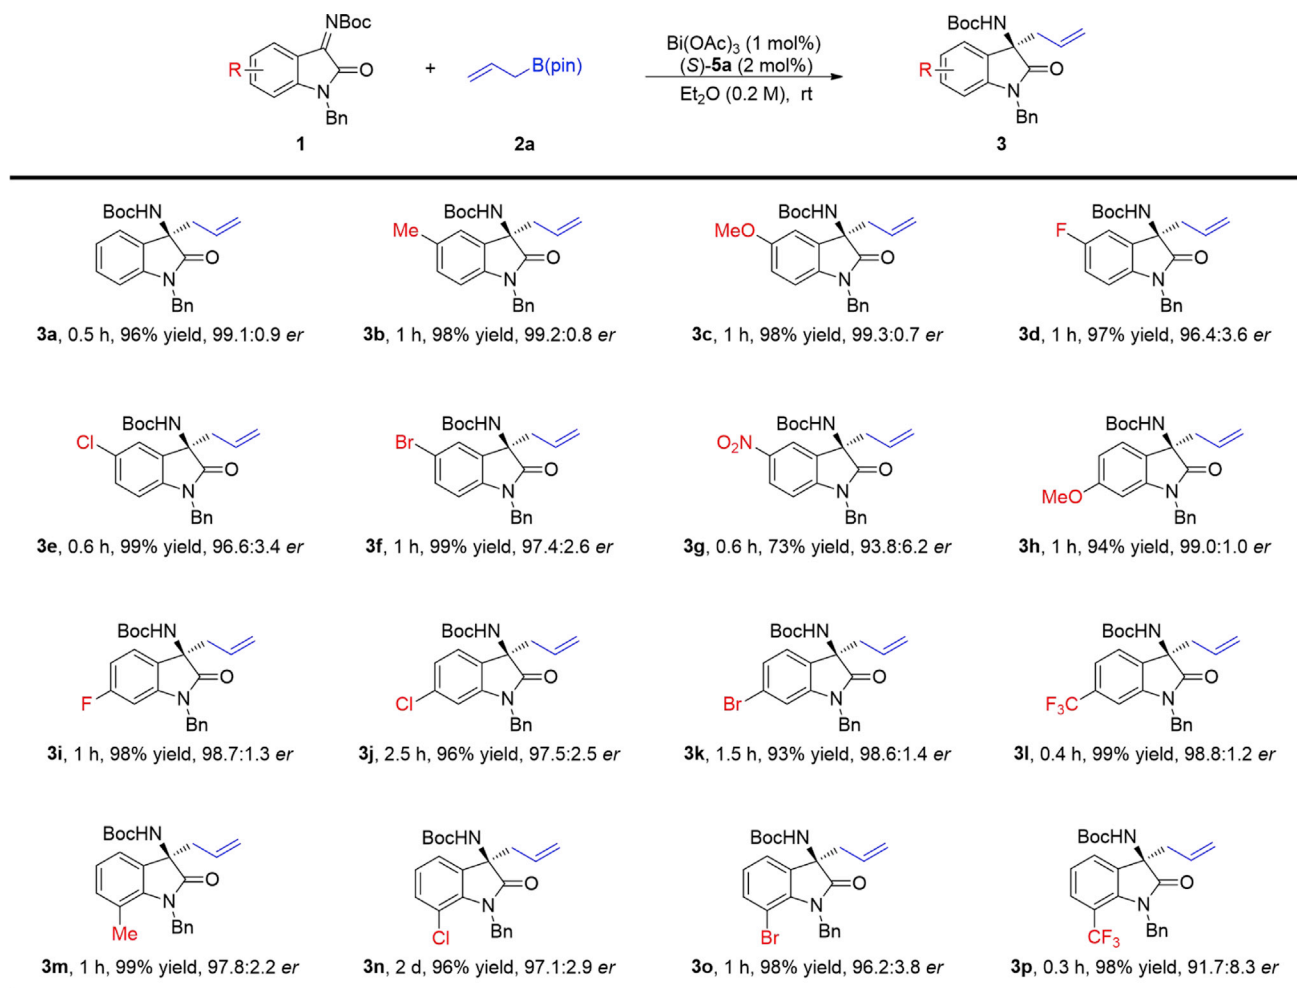 NBoc
R
O
N
Bn
1
+
B(pin)
2a
Bi(OAc)3 (1 mol%)
(S)-5a (2 mol%)
Et2O (0.2 M), rt
BocHN
R
O
N
Bn
3
BocHN
O
N
Bn
3a, 0.5 h, 96% yield, 99.1:0.9 er
BocHN
Me
O
N
Bn
3b, 1 h, 98% yield, 99.2:0.8 er
BocHN
MeO
O
N
Bn
3c, 1 h, 98% yield, 99.3:0.7 er
BocHN
F
O
N
Bn
3d, 1 h, 97% yield, 96.4:3.6 er
BocHN
Cl
O
N
Bn
3e, 0.6 h, 99% yield, 96.6:3.4 er
BocHN
Br
O
N
Bn
3f, 1 h, 99% yield, 97.4:2.6 er
BocHN
O2N
O
N
Bn
3g, 0.6 h, 73% yield, 93.8:6.2 er
BocHN
O
MeO
N
Bn
3h, 1 h, 94% yield, 99.0:1.0 er
BocHN
O
F
N
Bn
3i, 1 h, 98% yield, 98.7:1.3 er
BocHN
O
Cl
N
Bn
3j, 2.5 h, 96% yield, 97.5:2.5 er
BocHN
O
Br
N
Bn
3k, 1.5 h, 93% yield, 98.6:1.4 er
BocHN
O
F3C
N
Bn
3l, 0.4 h, 99% yield, 98.8:1.2 er
BocHN
O
N
Me
Bn
3m, 1 h, 99% yield, 97.8:2.2 er
BocHN
O
N
Cl
Bn
3n, 2 d, 96% yield, 97.1:2.9 er
BocHN
O
N
Br
Bn
3o, 1 h, 98% yield, 96.2:3.8 er
BocHN
O
N
CF3
Bn
3p, 0.3 h, 98% yield, 91.7:8.3 er